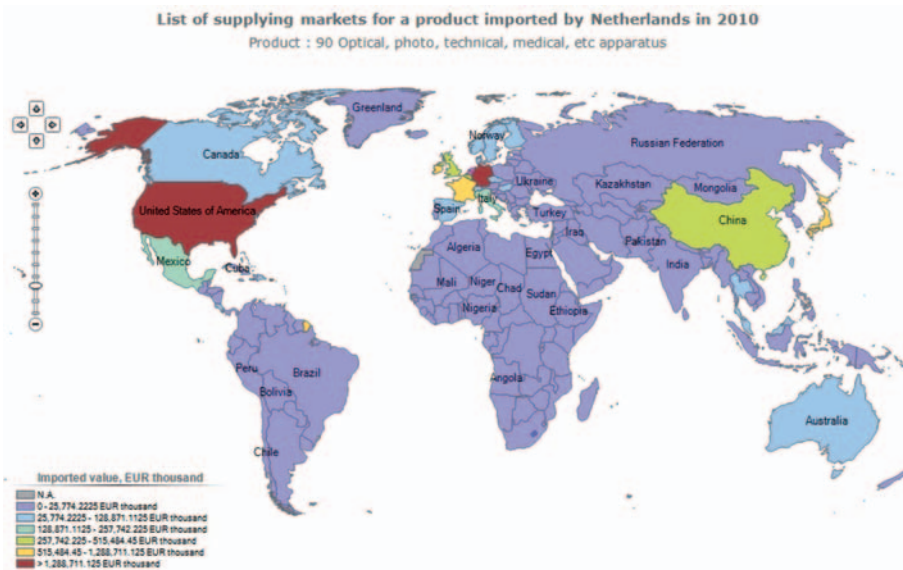 List of supplying markets for a product imported by Netherlands in 2010
Product : 90 Optical, photo, technical, medical, etc apparatus
Greenland
Norway
Russian Federation
Canada
Ukraine
Kazakhstan
Mongolia
United States of America
Spain
Italy
Turkey
China
Iraq
Mexico
Cuba
Algeria
Egypt
Pakistan
India
Mali
Niger
Chad
Sudan
Nigeria
Ethiopia
Peru
Brazil
Angola
Bolivia
Australia
Chile
Imported value, EUR thousand
N.A.
0 - 25,774.2225 EUR thousand
25,774.2225 - 128,871.1125 EUR thousand
128,871.1125 - 257,742.225 EUR thousand
257,742.225 - 515,484.45 EUR thousand
515,484.45 - 1,288,711.125 EUR thousand
> 1,288,711.125 EUR thousand